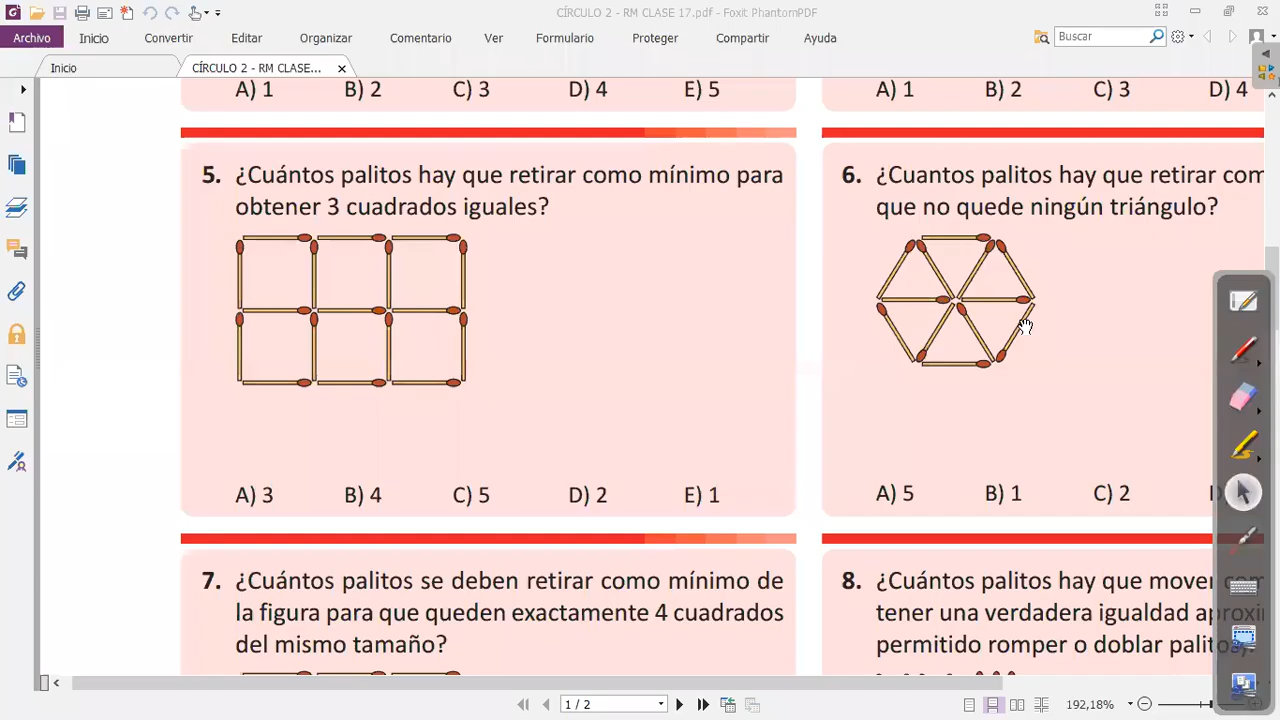 CÍRCULO 2 - RM CLASE 17.pdf - Foxit PhantomPDF
Archivo Inicio Convertir Editar Organizar Comentario Ver Formulario Proteger Compartir Ayuda Buscar
Inicio CÍRCULO 2 - RM CLASE...
A) 1 B) 2 C) 3 D) 4 E) 5
A) 1 B) 2 C) 3 D) 4
5. ¿Cuántos palitos hay que retirar como mínimo para
obtener 3 cuadrados iguales?
A) 3 B) 4 C) 5 D) 2 E) 1
6. ¿Cuantos palitos hay que retirar com
que no quede ningún triángulo?
A) 5 B) 1 C) 2
7. ¿Cuántos palitos se deben retirar como mínimo de
la figura para que queden exactamente 4 cuadrados
del mismo tamaño?
8. ¿Cuántos palitos hay que mover
tener una verdadera igualdad aproxi
permitido romper o doblar palitos
1 / 2 192,18%